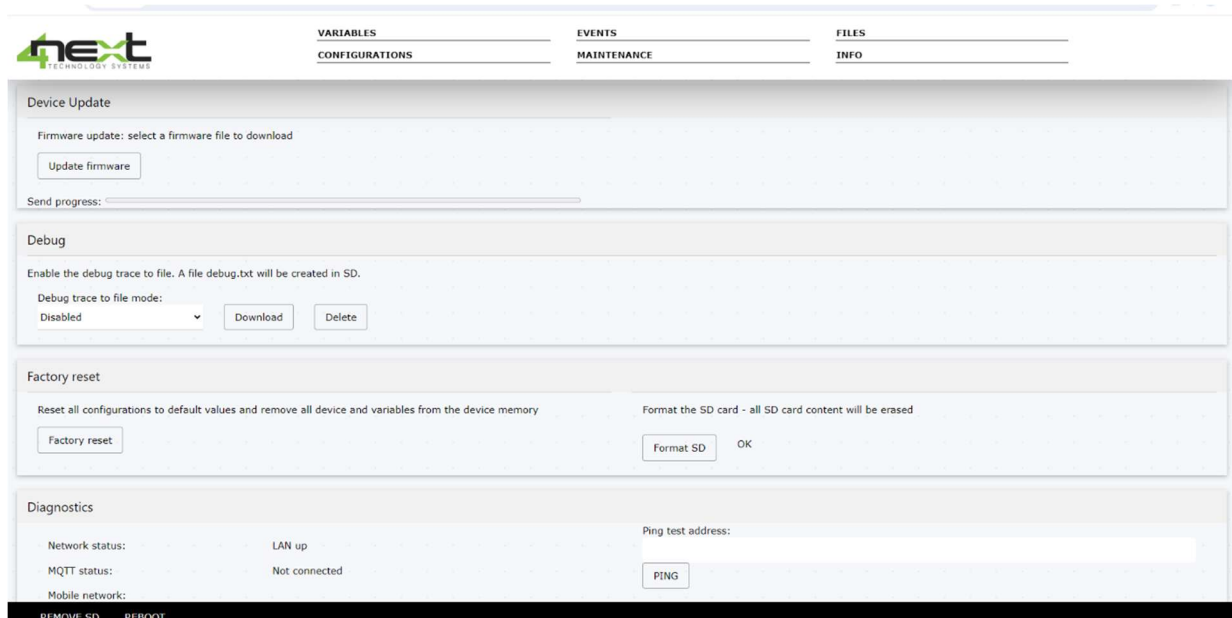 4next
TECHNOLOGY SYSTEMS
VARIABLES EVENTS FILES
CONFIGURATIONS MAINTENANCE INFO
Device Update
Firmware update: select a firmware file to download
Update firmware
Send progress:
Debug
Enable the debug trace to file. A file debug.txt will be created in SD.
Debug trace to file mode:
Disabled Download Delete
Factory reset
Reset all configurations to default values and remove all device and variables from the device memory
Factory reset
Format the SD card - all SD card content will be erased
Format SD OK
Diagnostics
Network status: LAN up
MQTT status: Not connected
Mobile network:
Ping test address:
PING
REMOVE SD REBOOT